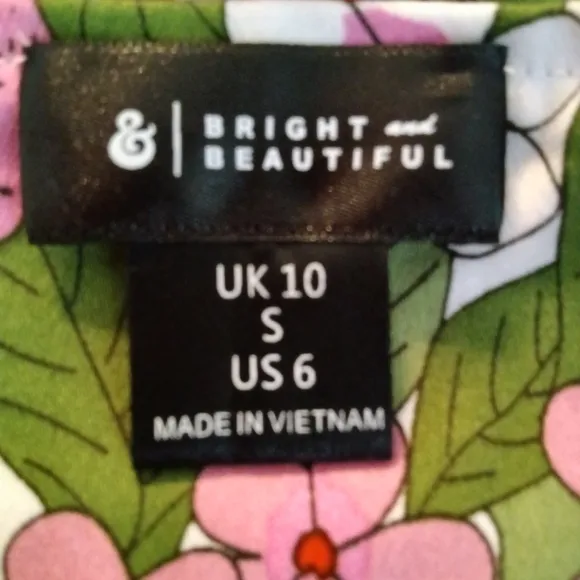 & | BRIGHT and
BEAUTIFUL
UK 10
S
US 6
MADE IN VIETNAM